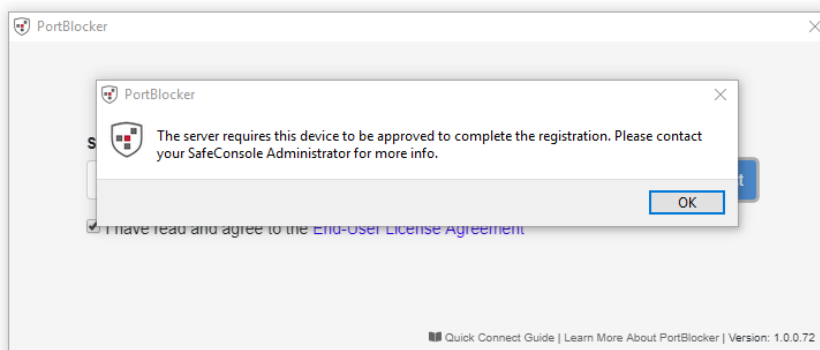 PortBlocker
PortBlocker
The server requires this device to be approved to complete the registration. Please contact
your SafeConsole Administrator for more info.
OK
I have read and agree to the End-User License Agreement
Quick Connect Guide | Learn More About PortBlocker | Version: 1.0.0.72